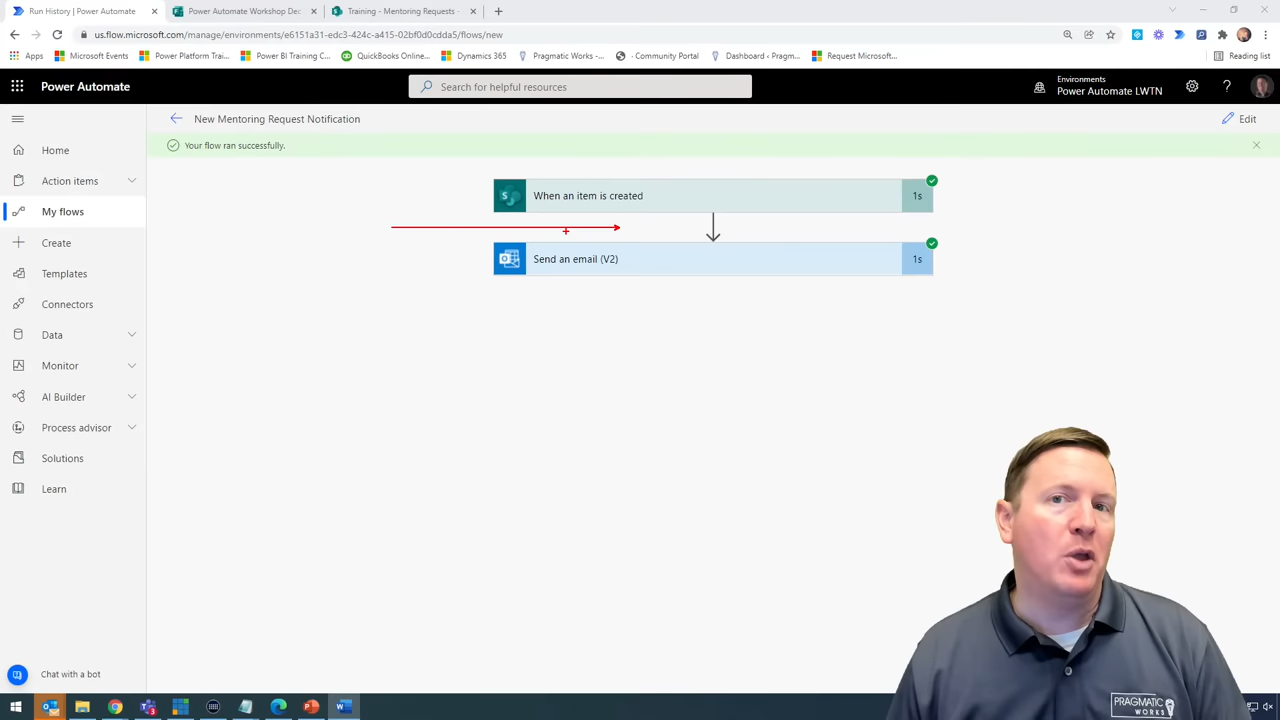 Run History | Power Automate
Power Automate Workshop Dec
Training - Mentoring Requests -
us.flow.microsoft.com/manage/environments/e6151a31-edc3-424c-a415-02bf0d0cdda5/flows/new
Apps
Microsoft Events
Power Platform Trai...
Power BI Training C...
QuickBooks Online...
Dynamics 365
Pragmatic Works -...
· Community Portal
Dashboard ‹ Pragm...
Request Microsoft...
Reading list
Power Automate
Search for helpful resources
Environments
Power Automate LWTN
New Mentoring Request Notification
Edit
Your flow ran successfully.
Home
Action items
My flows
Create
Templates
Connectors
Data
Monitor
AI Builder
Process advisor
Solutions
Learn
Chat with a bot
When an item is created
1s
Send an email (V2)
1s
PRAGMATIC
WORKS